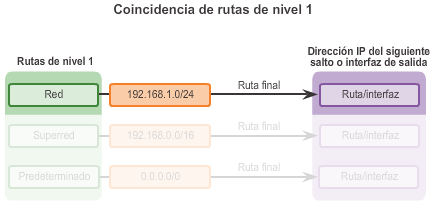 Coincidencia de rutas de nivel 1
Dirección IP del siguiente
salto o interfaz de salida
Rutas de nivel 1
Red
192.168.1.0/24
Ruta final
Ruta/interfaz
Superred
192.168.0.0/16
Ruta final
Ruta/interfaz
Predeterminado
0.0.0.0/0
Ruta final
Ruta/interfaz